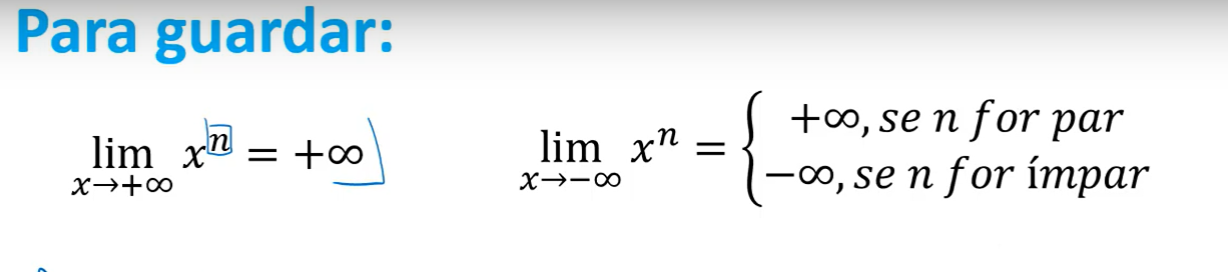 Para guardar:
lim xⁿ = +∞
x→+∞
lim xⁿ = { +∞, se n for par
x→−∞
−∞, se n for ímpar